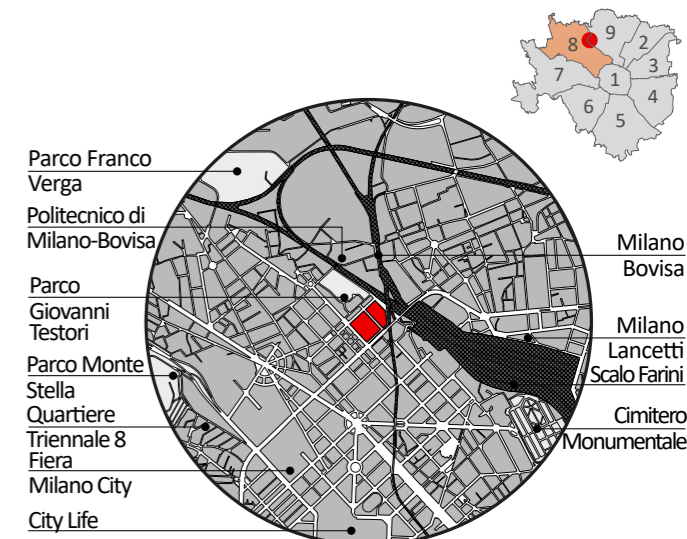 9
8
2
3
7
1
4
6
5
Parco Franco
Verga
Politecnico di
Milano-Bovisa
Parco
Giovanni
Testori
Parco Monte
Stella
Quartiere
Triennale 8
Fiera
Milano City
City Life
Milano
Bovisa
Milano
Lancetti
Scalo Farini
Cimitero
Monumentale